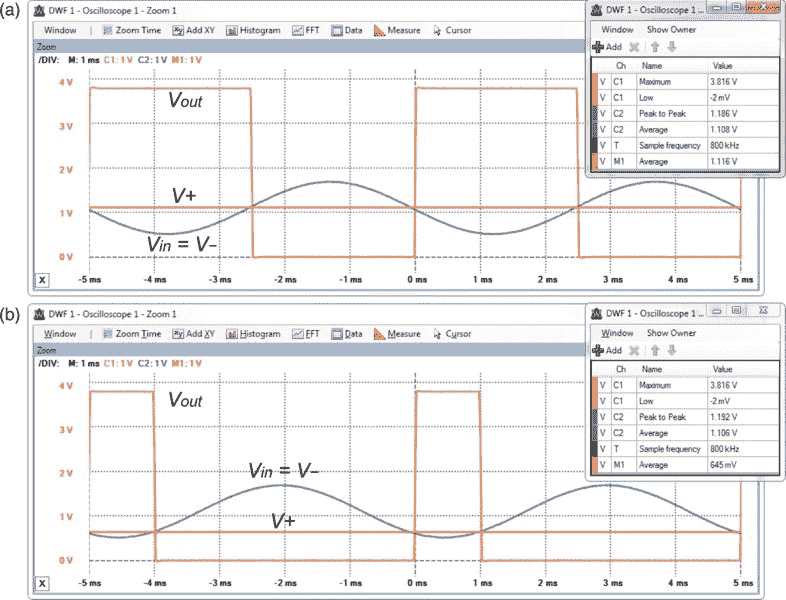 (a)
DWF 1 - Oscilloscope 1 - Zoom 1
Window | Zoom Time Add XY Histogram FFT Data Measure Cursor
Zoom
/DIV: M: 1 ms C1: 1 V C2: 1 V M1: 1 V
4 V
3 V
2 V
1 V
0 V
Vout
V+
Vin = V–
X
-5 ms -4 ms -3 ms -2 ms -1 ms 0 ms 1 ms 2 ms 3 ms 4 ms 5 ms
DWF 1 - Oscilloscope 1 ...
Window Show Owner
Add
Ch Name Value
V C1 Maximum 3.816 V
V C1 Low -2 mV
V C2 Peak to Peak 1.186 V
V C2 Average 1.108 V
V T Sample frequency 800 kHz
V M1 Average 1.116 V
(b)
DWF 1 - Oscilloscope 1 - Zoom 1
Window | Zoom Time Add XY Histogram FFT Data Measure Cursor
Zoom
/DIV: M: 1 ms C1: 1 V C2: 1 V M1: 1 V
4 V
3 V
2 V
1 V
0 V
Vout
Vin = V–
V+
X
-5 ms -4 ms -3 ms -2 ms -1 ms 0 ms 1 ms 2 ms 3 ms 4 ms 5 ms
DWF 1 - Oscilloscope 1 ...
Window Show Owner
Add
Ch Name Value
V C1 Maximum 3.816 V
V C1 Low -2 mV
V C2 Peak to Peak 1.192 V
V C2 Average 1.106 V
V T Sample frequency 800 kHz
V M1 Average 645 mV